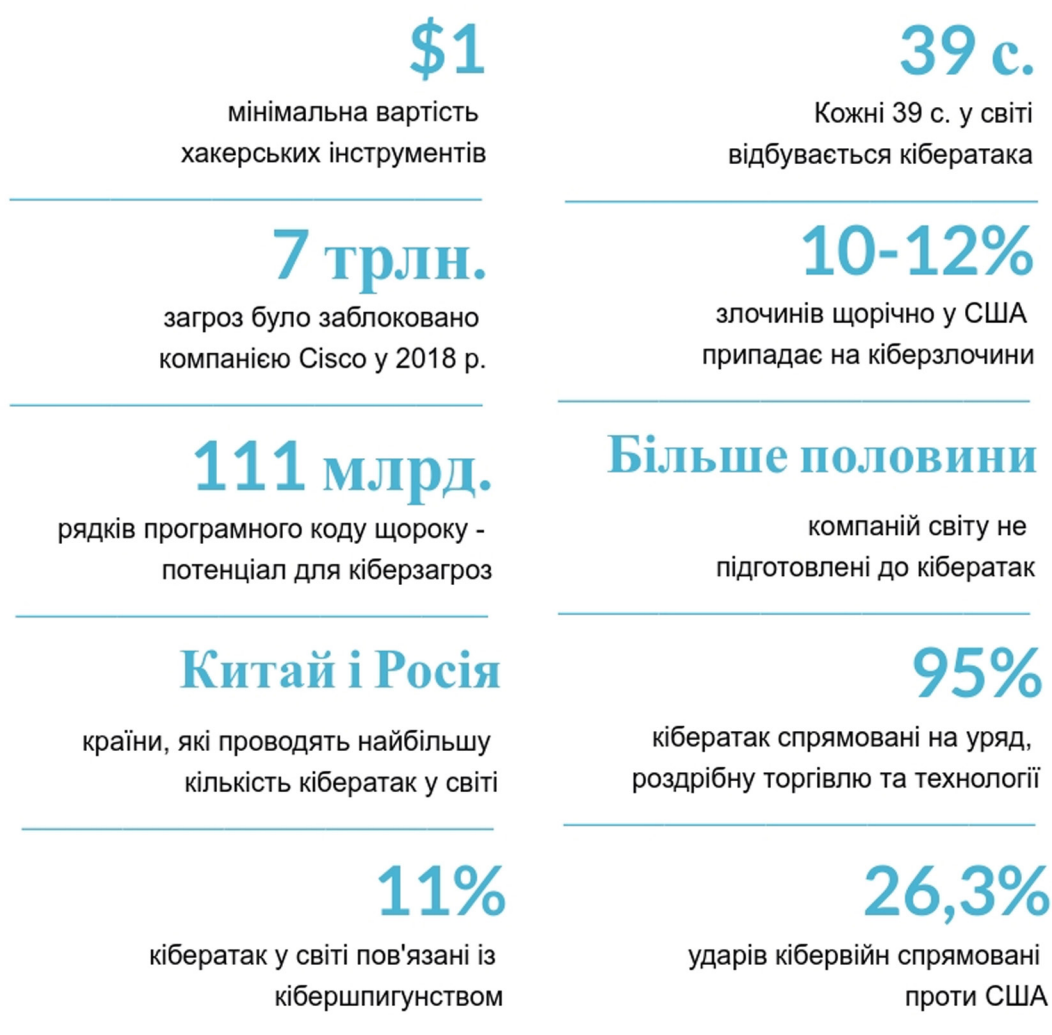 $1
мінімальна вартість
хакерських інструментів
7 трлн.
загроз було заблоковано
компанією Cisco у 2018 р.
111 млрд.
рядків програмного коду щороку -
потенціал для кіберзагроз
Китай і Росія
країни, які проводять найбільшу
кількість кібератак у світі
11%
кібератак у світі пов'язані із
кібершпигунством
39 с.
Кожні 39 с. у світі
відбувається кібератака
10-12%
злочинів щорічно у США
припадає на кіберзлочини
Більше половини
компаній світу не
підготовлені до кібератак
95%
кібератак спрямовані на уряд,
роздрібну торгівлю та технології
26,3%
ударів кібервійн спрямовані
проти США